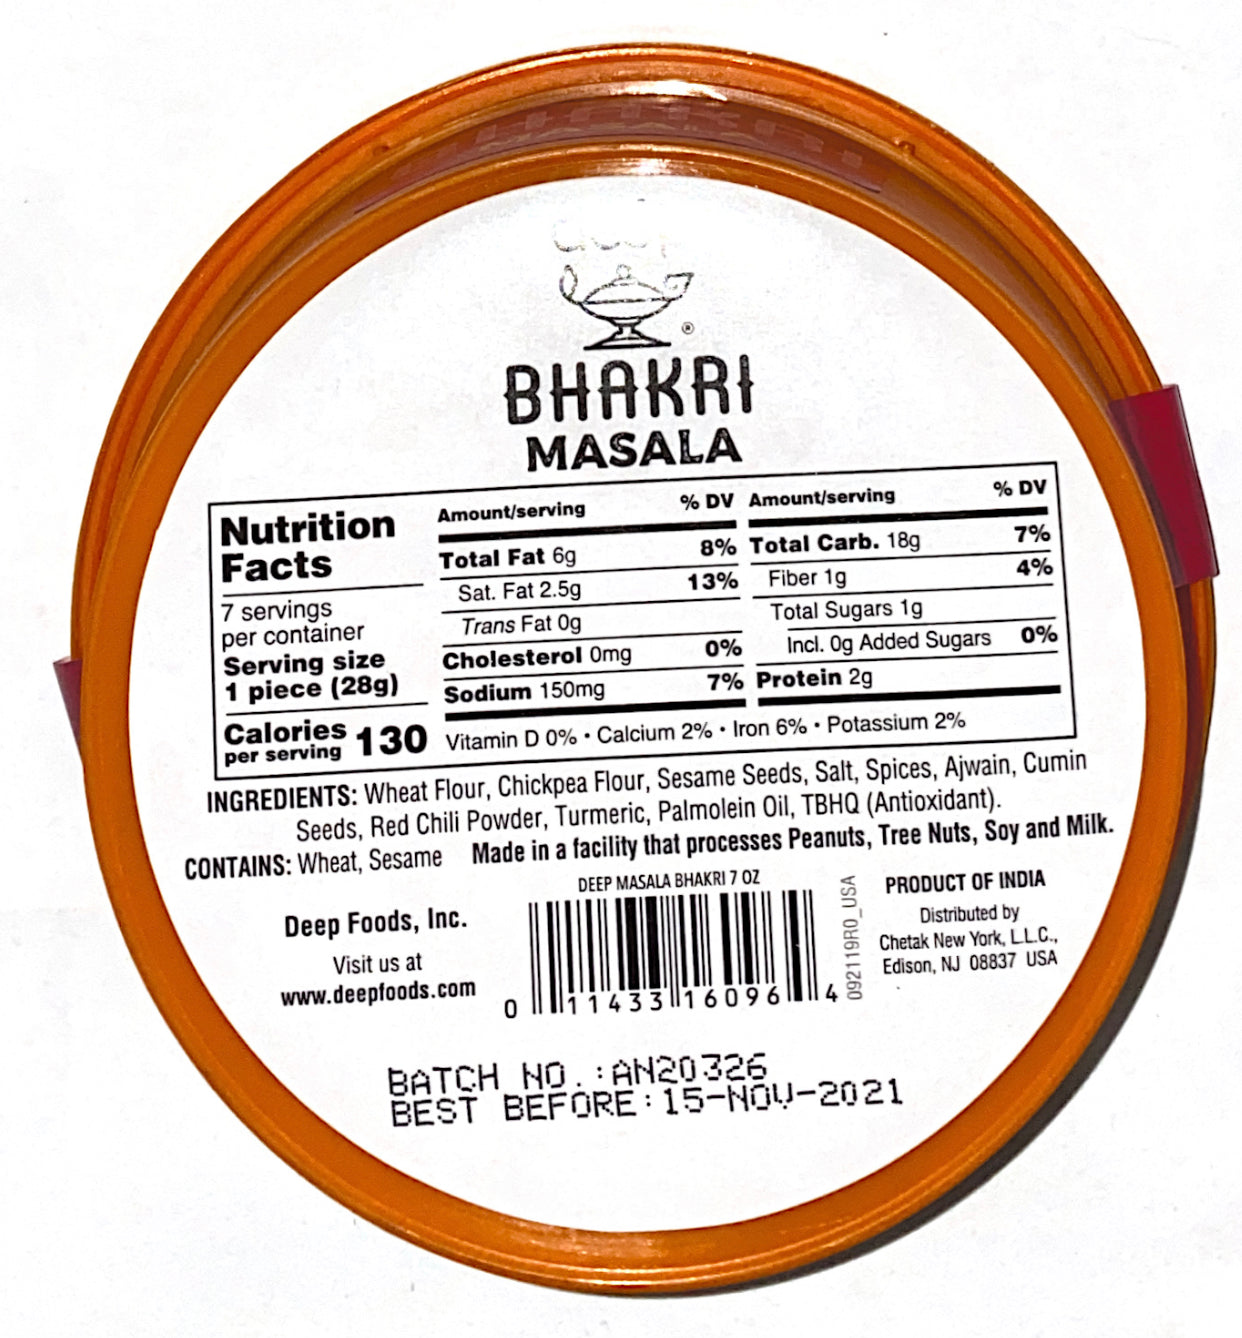 deep
®
BHAKRI
MASALA
Nutrition
Facts
7 servings
per container
Serving size
1 piece (28g)
Calories
per serving 130
Amount/serving % DV
Total Fat 6g 8%
Sat. Fat 2.5g 13%
Trans Fat 0g
Cholesterol 0mg 0%
Sodium 150mg 7%
Amount/serving % DV
Total Carb. 18g 7%
Fiber 1g 4%
Total Sugars 1g
Incl. 0g Added Sugars 0%
Protein 2g
Vitamin D 0% • Calcium 2% • Iron 6% • Potassium 2%
INGREDIENTS: Wheat Flour, Chickpea Flour, Sesame Seeds, Salt, Spices, Ajwain, Cumin
Seeds, Red Chili Powder, Turmeric, Palmolein Oil, TBHQ (Antioxidant).
CONTAINS: Wheat, Sesame Made in a facility that processes Peanuts, Tree Nuts, Soy and Milk.
Deep Foods, Inc.
Visit us at
www.deepfoods.com
DEEP MASALA BHAKRI 7 OZ
0 11433 16096 4
092119R0_USA
PRODUCT OF INDIA
Distributed by
Chetak New York, L.L.C.,
Edison, NJ 08837 USA
BATCH NO.:AN20326
BEST BEFORE:15-NOV-2021